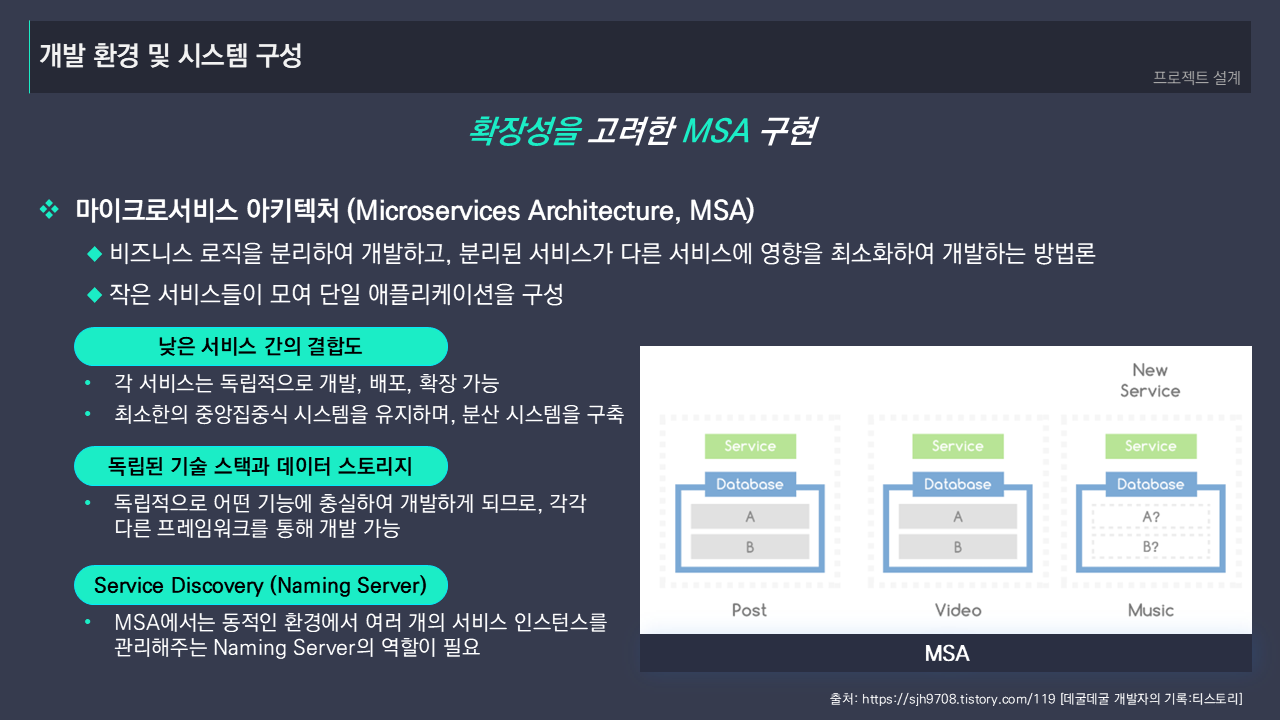 개발 환경 및 시스템 구성
프로젝트 설계
확장성을 고려한 MSA 구현
❖ 마이크로서비스 아키텍처 (Microservices Architecture, MSA)
◆ 비즈니스 로직을 분리하여 개발하고, 분리된 서비스가 다른 서비스에 영향을 최소화하여 개발하는 방법론
◆ 작은 서비스들이 모여 단일 애플리케이션을 구성
낮은 서비스 간의 결합도
• 각 서비스는 독립적으로 개발, 배포, 확장 가능
• 최소한의 중앙집중식 시스템을 유지하며, 분산 시스템을 구축
독립된 기술 스택과 데이터 스토리지
• 독립적으로 어떤 기능에 충실하여 개발하게 되므로, 각각
다른 프레임워크를 통해 개발 가능
Service Discovery (Naming Server)
• MSA에서는 동적인 환경에서 여러 개의 서비스 인스턴스를
관리해주는 Naming Server의 역할이 필요
New
Service
Service
Database
A
B
Post
Service
Database
A
B
Video
Service
Database
A?
B?
Music
MSA
출처: https://sjh9708.tistory.com/119 [데굴데굴 개발자의 기록:티스토리]